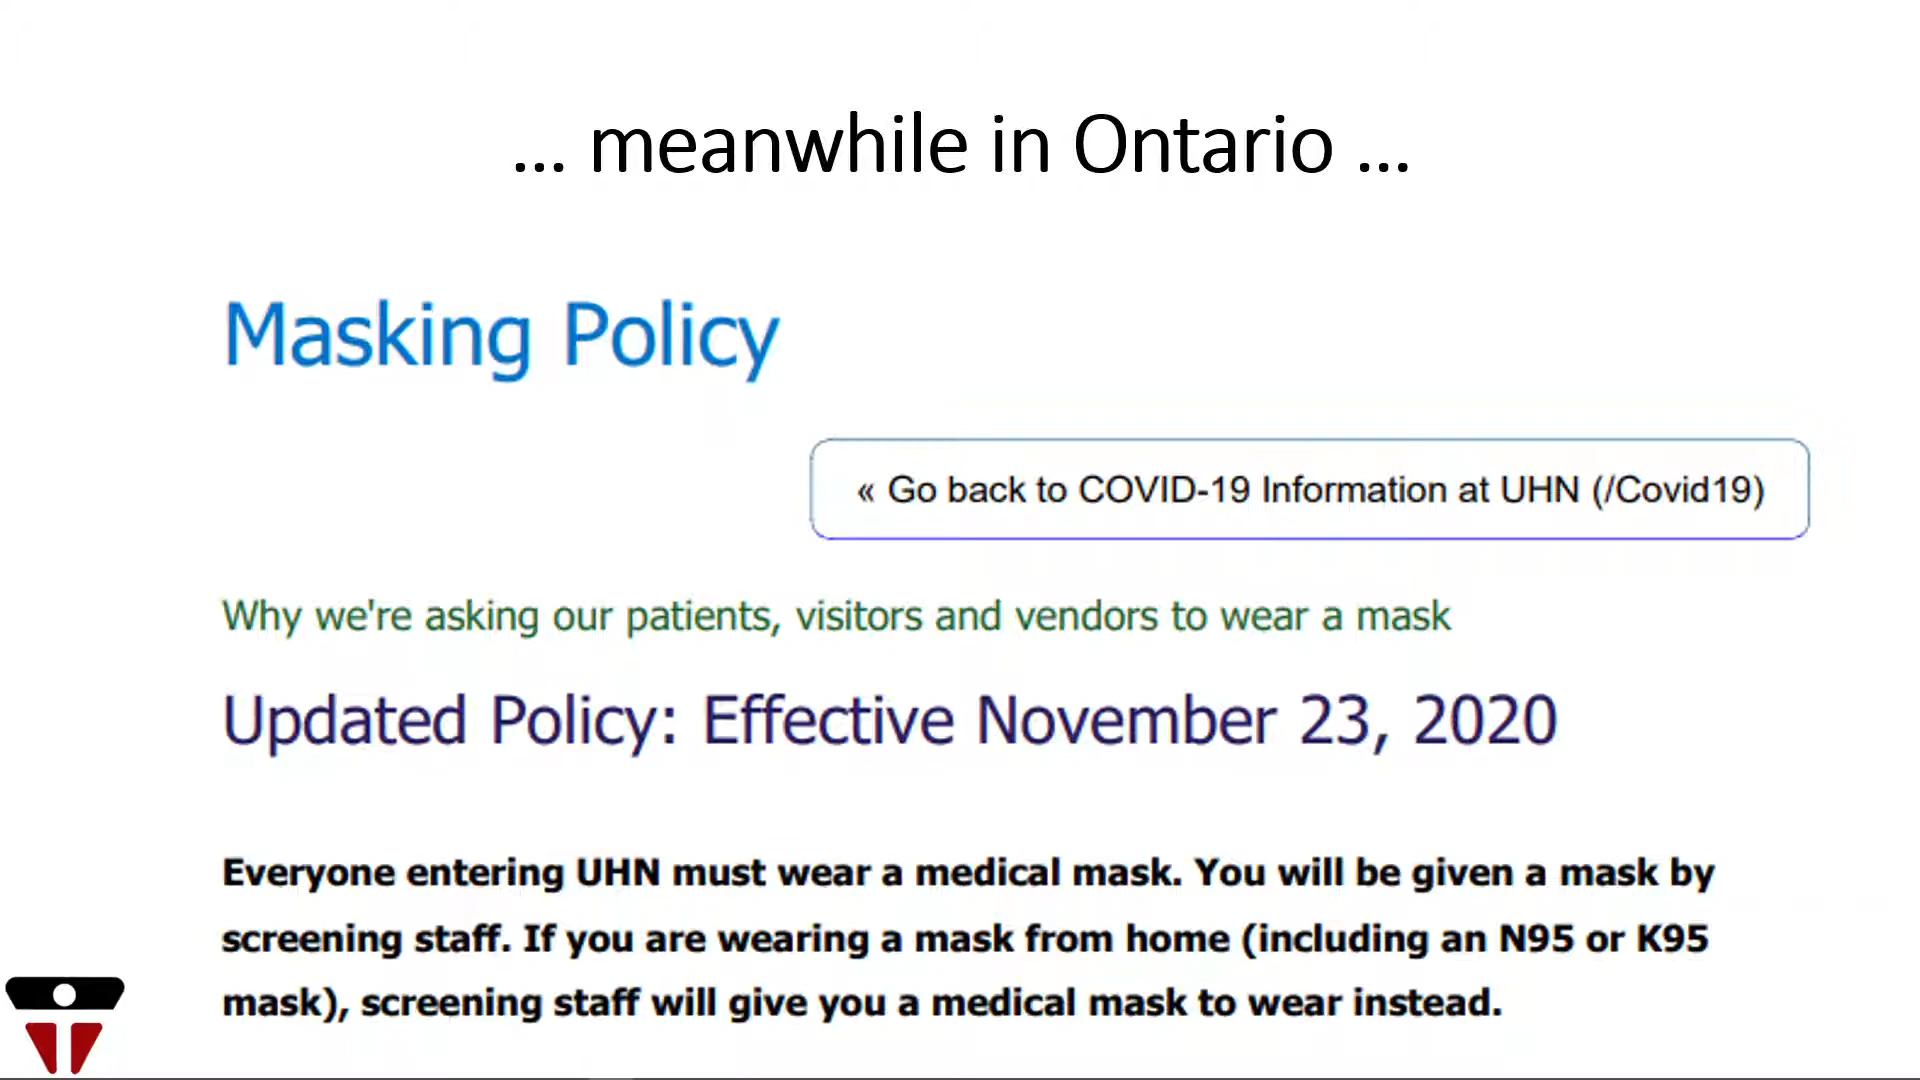 ... meanwhile in Ontario ...
Masking Policy
« Go back to COVID-19 Information at UHN (/Covid19)
Why we're asking our patients, visitors and vendors to wear a mask
Updated Policy: Effective November 23, 2020
Everyone entering UHN must wear a medical mask. You will be given a mask by
screening staff. If you are wearing a mask from home (including an N95 or K95
mask), screening staff will give you a medical mask to wear instead.